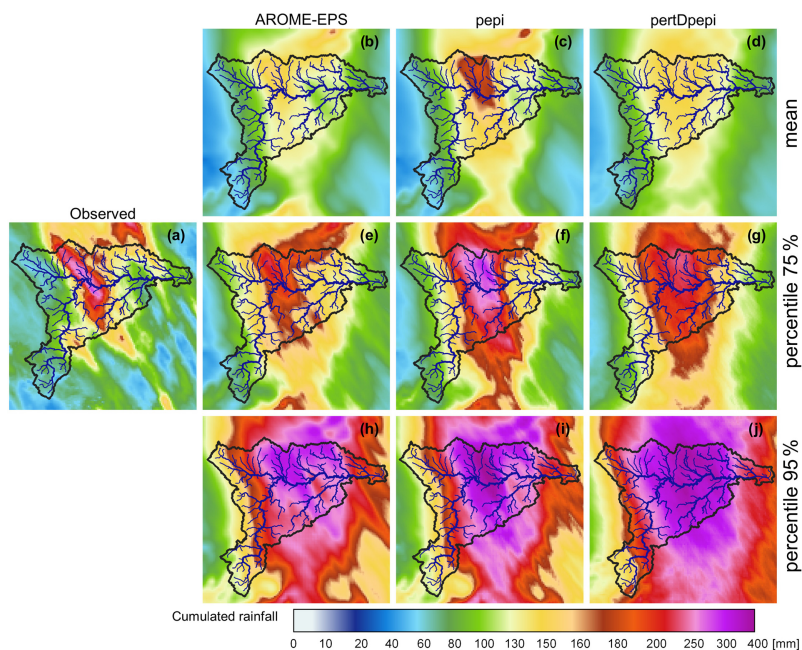 AROME-EPS pepi pertDpepi
(b) (c) (d)
mean
Observed
(a) (e) (f) (g)
percentile 75 %
(h) (i) (j)
percentile 95 %
Cumulated rainfall
0 10 20 40 60 80 100 130 140 150 160 180 200 250 300 400 [mm]